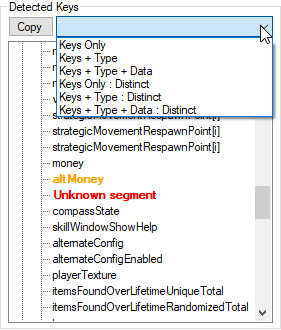 Detected Keys
Copy
Keys Only
Keys + Type
Keys + Type + Data
Keys Only : Distinct
Keys + Type : Distinct
Keys + Type + Data : Distinct
strategicMovementRespawnPoint[i]
strategicMovementRespawnPoint[i]
strategicMovementRespawnPoint[i]
money
altMoney
Unknown segment
compassState
skillWindowShowHelp
alternateConfig
alternateConfigEnabled
playerTexture
itemsFoundOverLifetimeUniqueTotal
itemsFoundOverLifetimeRandomizedTotal